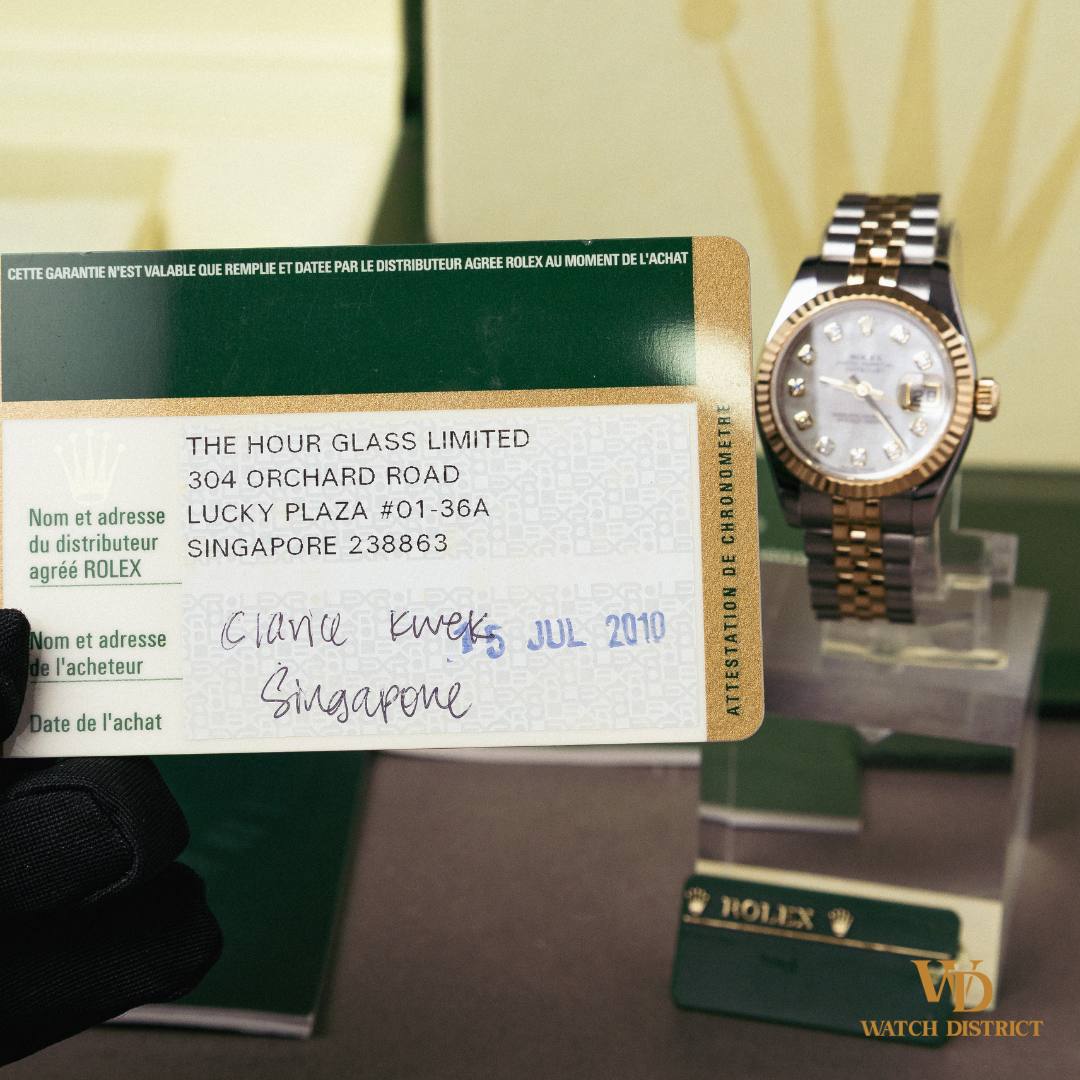 CETTE GARANTIE N'EST VALABLE QUE REMPLIE ET DATEE PAR LE DISTRIBUTEUR AGREE ROLEX AU MOMENT DE L'ACHAT
THE HOUR GLASS LIMITED
304 ORCHARD ROAD
LUCKY PLAZA #01-36A
SINGAPORE 238863
Nom et adresse
du distributeur
agréé ROLEX
Nom et adresse
de l'acheteur
Clarice Kwek
15 JUL 2010
Singapore
Date de l'achat
ATTESTATION DE CHRONOMETRE
ROLEX
WD
WATCH DISTRICT